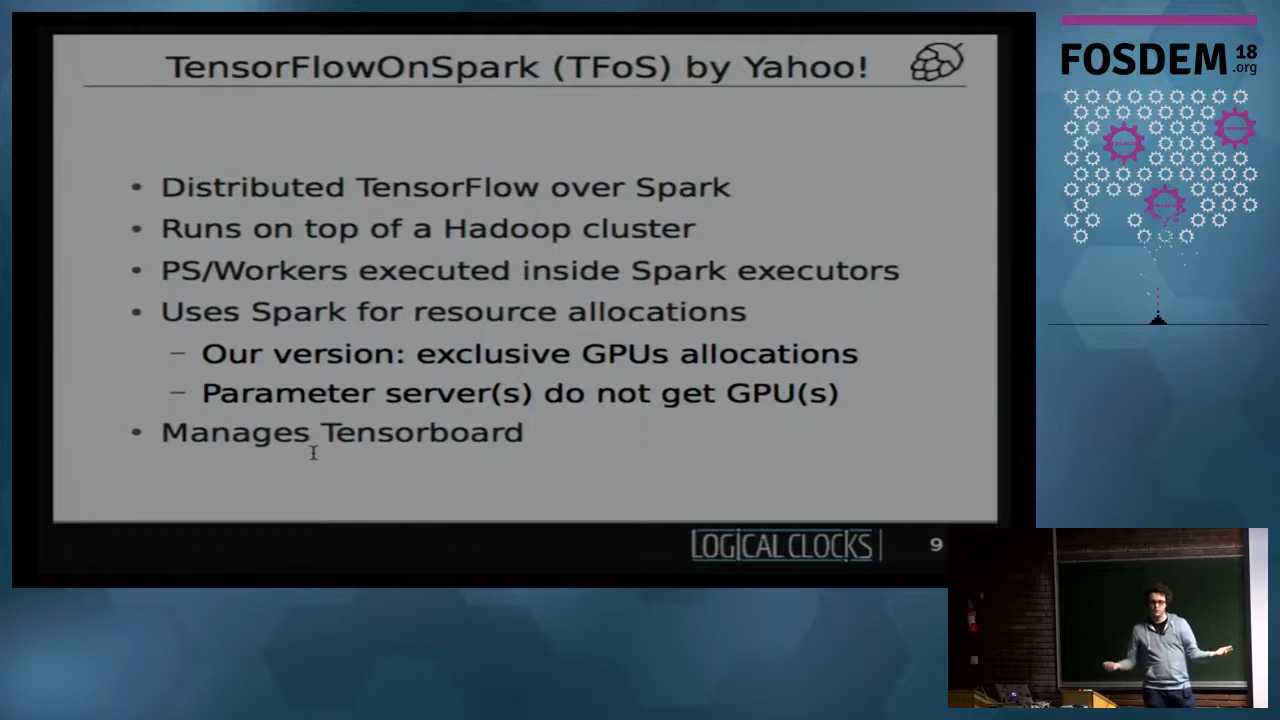 TensorFlowOnSpark (TFoS) by Yahoo!
• Distributed TensorFlow over Spark
• Runs on top of a Hadoop cluster
• PS/Workers executed inside Spark executors
• Uses Spark for resource allocations
– Our version: exclusive GPUs allocations
– Parameter server(s) do not get GPU(s)
• Manages Tensorboard
LOGICAL CLOCKS
9
FOSDEM 18
.org